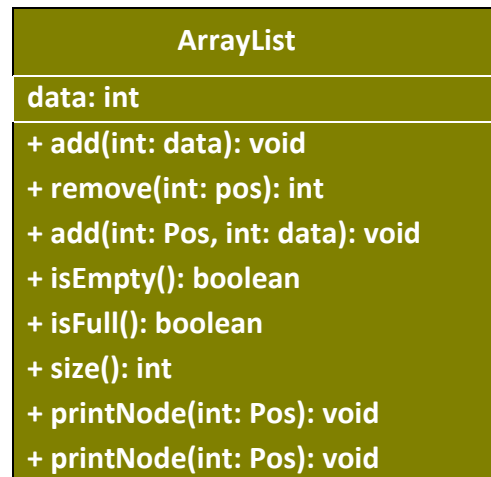 ArrayList
data: int
+ add(int: data): void
+ remove(int: pos): int
+ add(int: Pos, int: data): void
+ isEmpty(): boolean
+ isFull(): boolean
+ size(): int
+ printNode(int: Pos): void
+ printNode(int: Pos): void